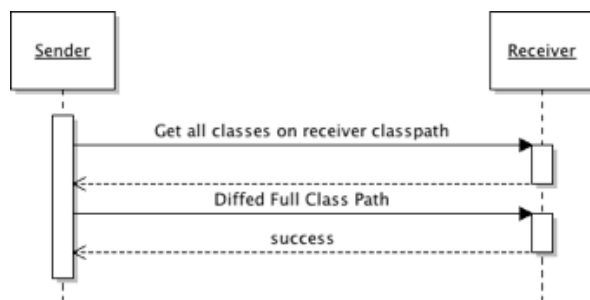 Sender
Receiver
Get all classes on receiver classpath
Diffed Full Class Path
success